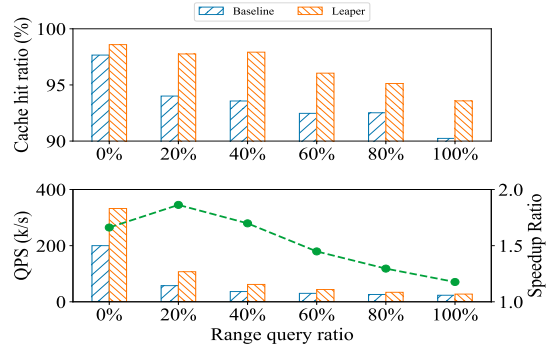 Baseline Leaper
Cache hit ratio (%)
100
95
90
0% 20% 40% 60% 80% 100%
QPS (k/s)
400
200
0
2.0
1.5
1.0
Speedup Ratio
0% 20% 40% 60% 80% 100%
Range query ratio